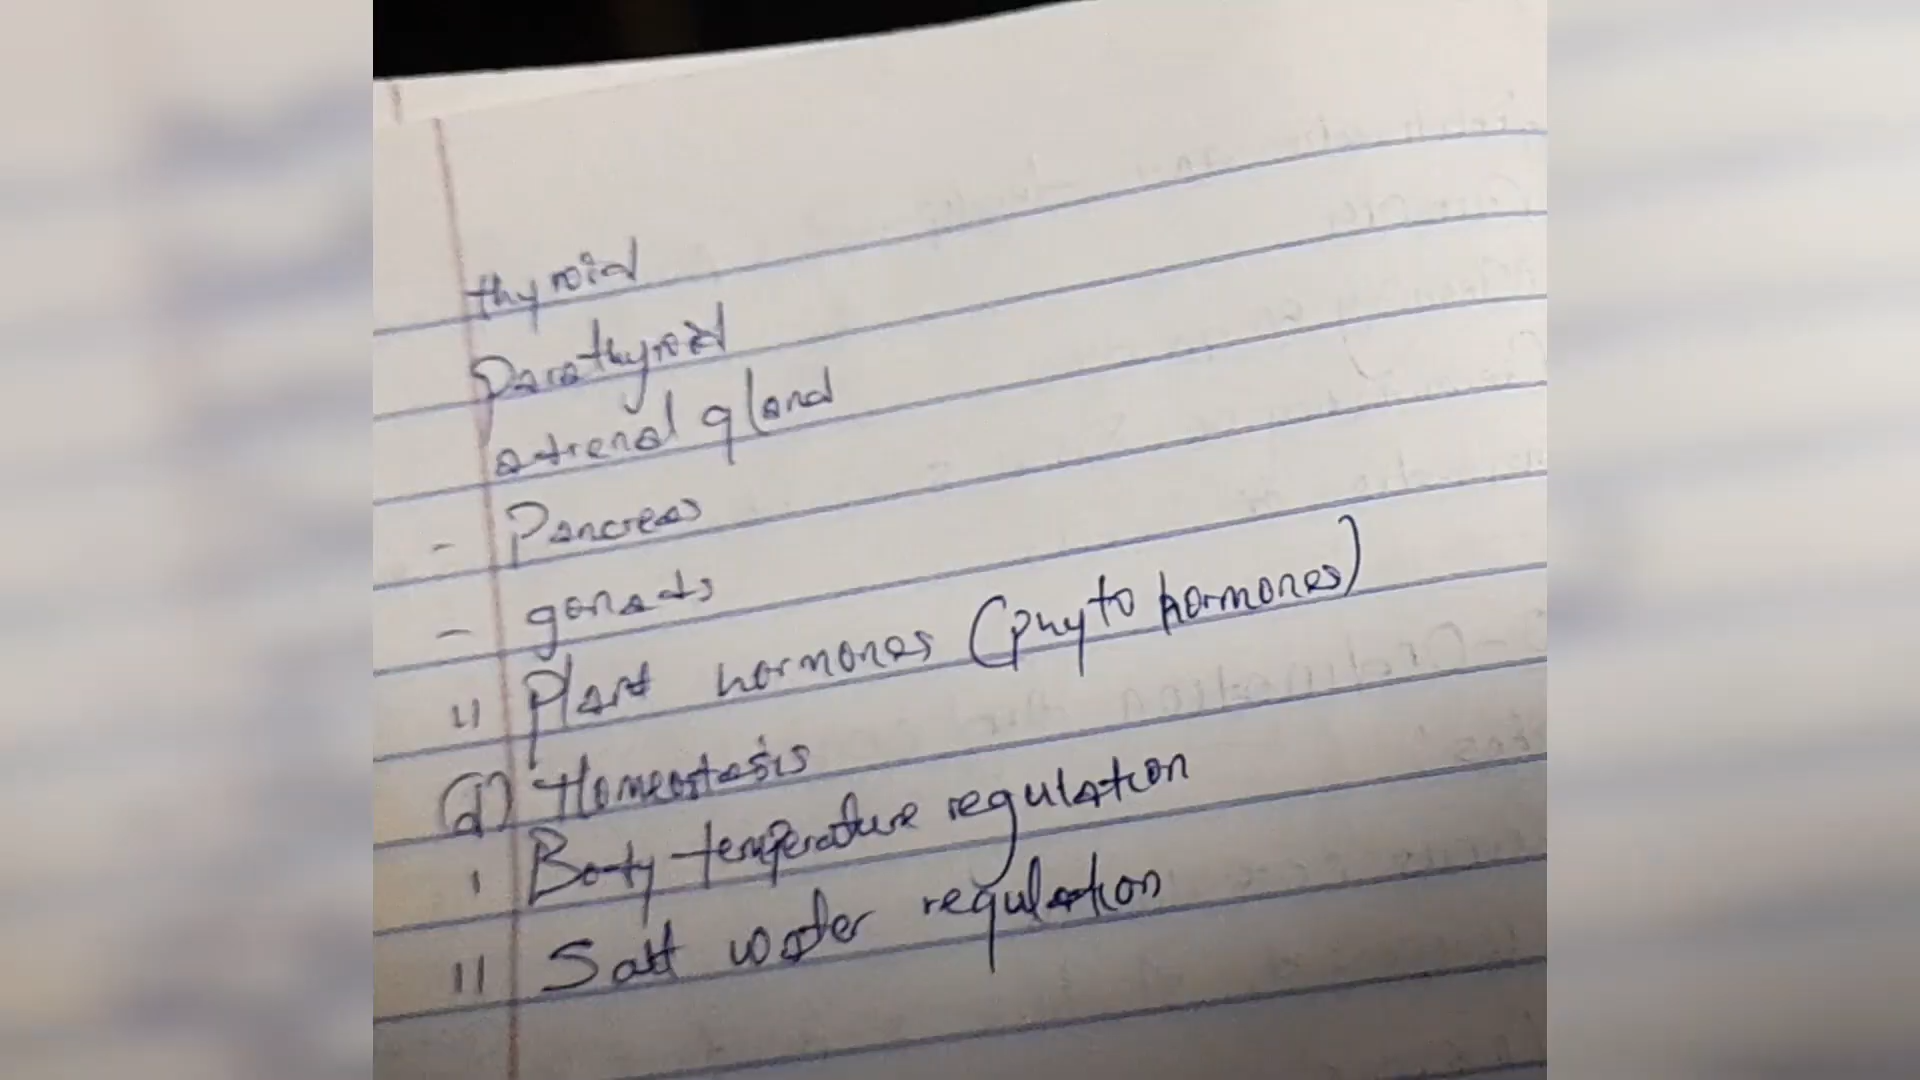 thyroid
Parathyroid
adrenal gland
- Pancreas
- gonads
ii Plant hormones (phyto hormones)
(d) Homeostasis
i Body temperature regulation
ii Salt water regulation